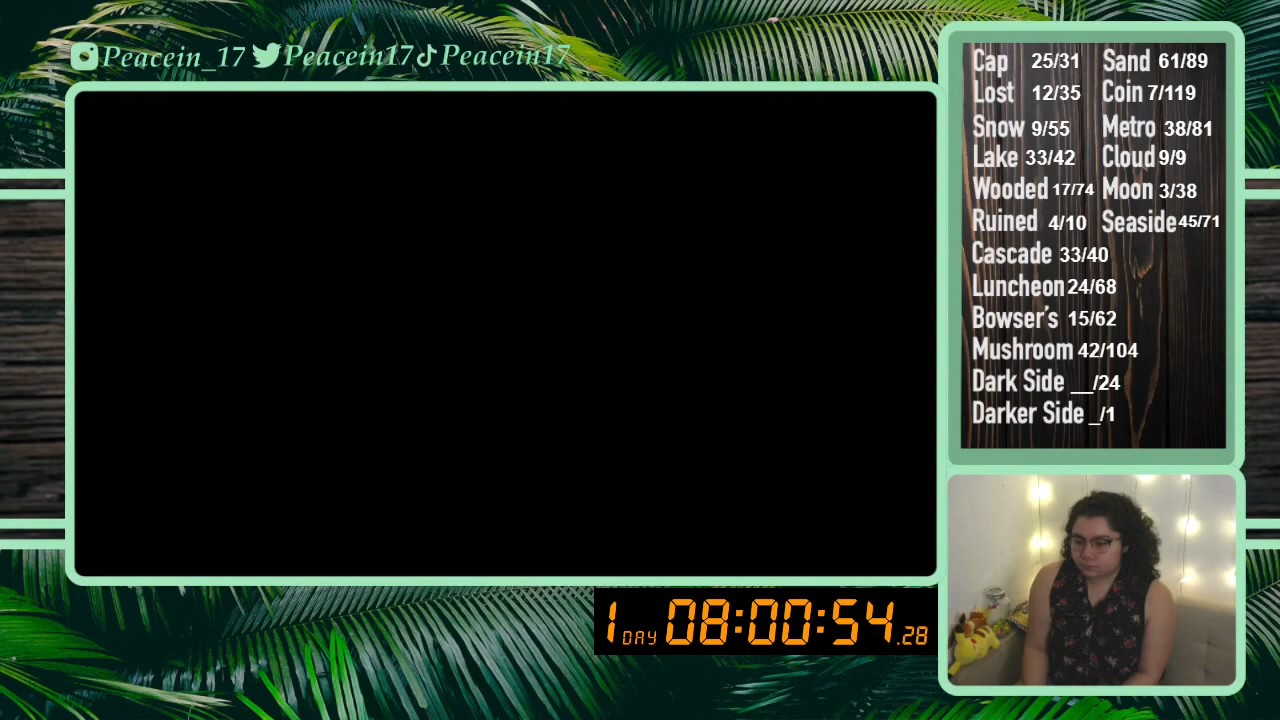 Peacein_17 Peacein17 Peacein17
Cap 25/31 Sand 61/89
Lost 12/35 Coin 7/119
Snow 9/55 Metro 38/81
Lake 33/42 Cloud 9/9
Wooded 17/74 Moon 3/38
Ruined 4/10 Seaside 45/71
Cascade 33/40
Luncheon 24/68
Bowser's 15/62
Mushroom 42/104
Dark Side __/24
Darker Side _/1
1 DAY 08:00:54.28